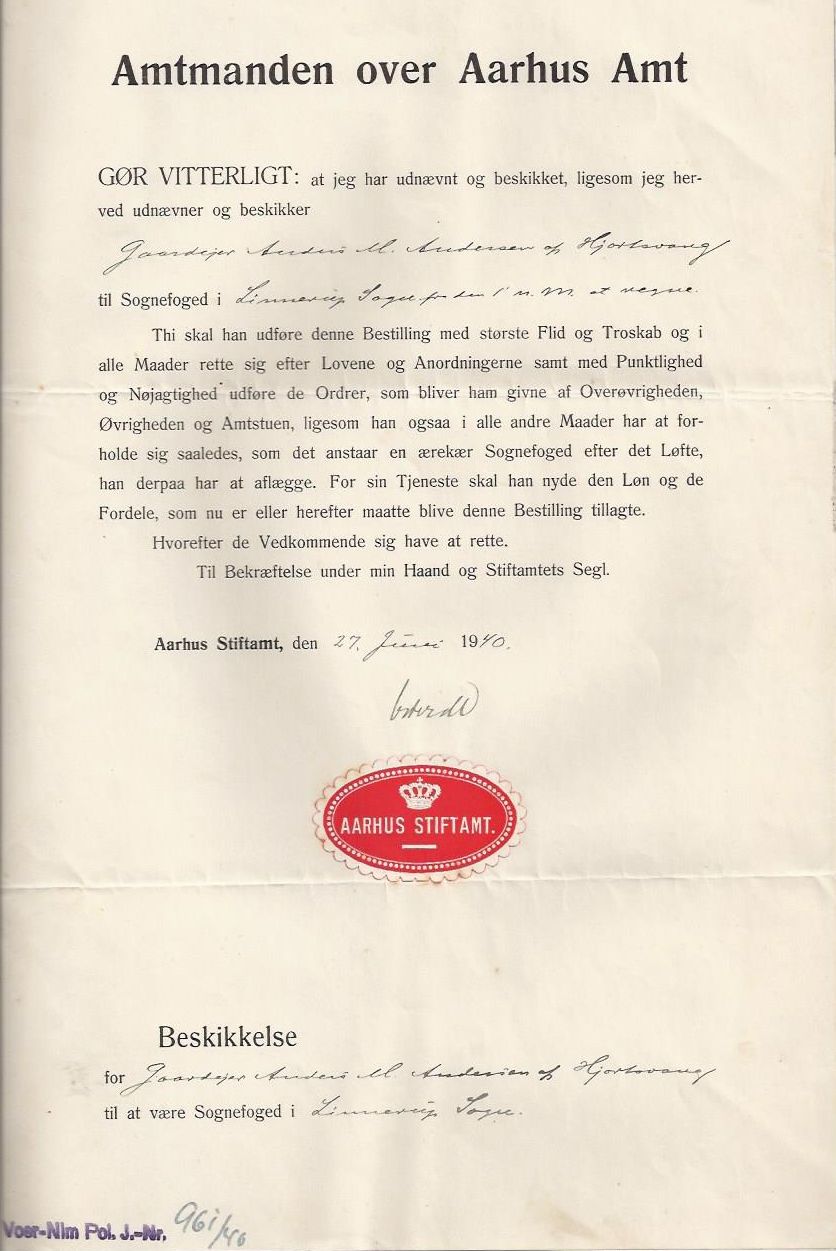 Amtmanden over Aarhus Amt
GØR VITTERLIGT: at jeg har udnævnt og beskikket, ligesom jeg her-
ved udnævner og beskikker
Gaardejer Anders M. Andersen af Hjortsvang
til Sognefoged i Linnerup Sogn fra den 1' n. M. at regne.
Thi skal han udføre denne Bestilling med største Flid og Troskab og i
alle Maader rette sig efter Lovene og Anordningerne samt med Punktlighed
og Nøjagtighed udføre de Ordrer, som bliver ham givne af Overøvrigheden,
Øvrigheden og Amtstuen, ligesom han ogsaa i alle andre Maader har at for-
holde sig saaledes, som det anstaar en ærekær Sognefoged efter det Løfte,
han derpaa har at aflægge. For sin Tjeneste skal han nyde den Løn og de
Fordele, som nu er eller herefter maatte blive denne Bestilling tillagte.
Hvorefter de Vedkommende sig have at rette.
Til Bekræftelse under min Haand og Stiftamtets Segl.
Aarhus Stiftamt, den 27. Juni 1940.
AARHUS STIFTAMT.
Beskikkelse
for Gaardejer Anders M. Andersen af Hjortsvang
til at være Sognefoged i Linnerup Sogn.
Voer-Nim Pol. J.-Nr. 961/40